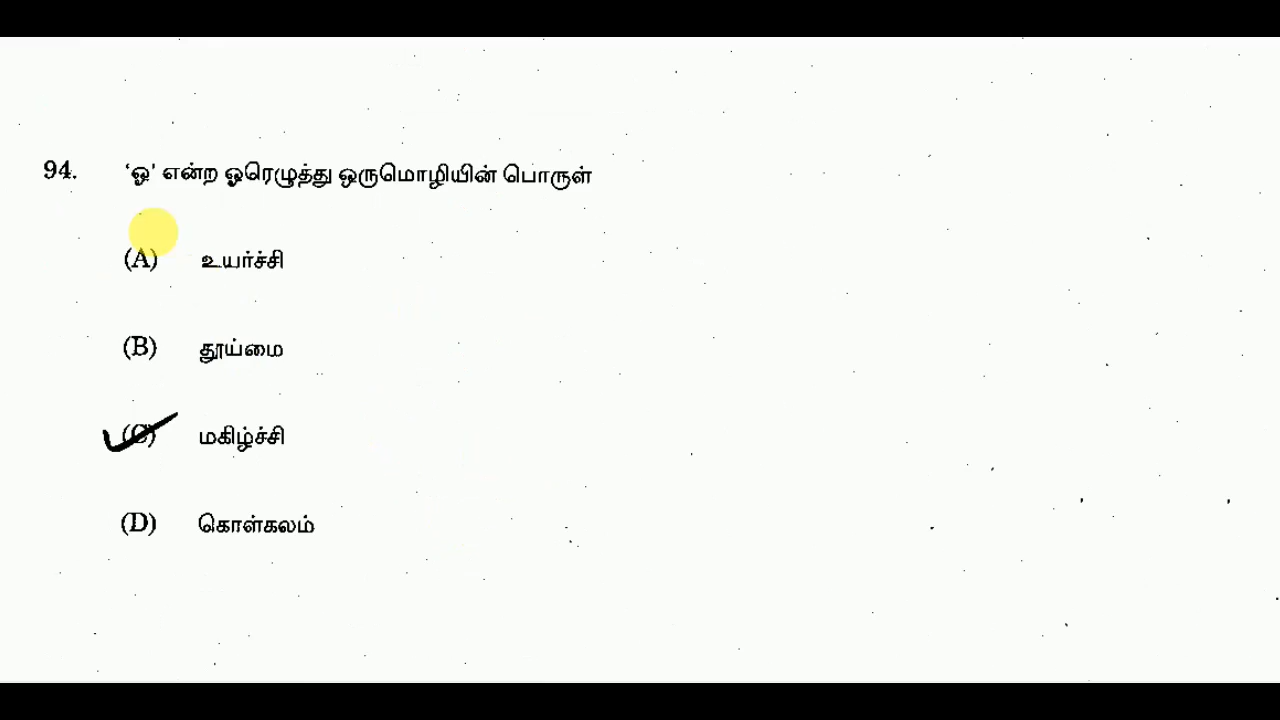 94. ‘ஓ’ என்ற ஓரெழுத்து ஒருமொழியின் பொருள்
(A) உயர்ச்சி
(B) தூய்மை
(C) மகிழ்ச்சி
(D) கொள்கலம்